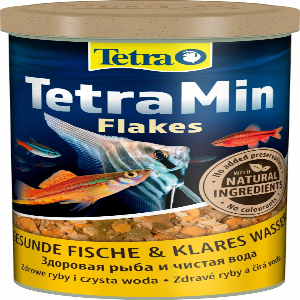 Tetra
TetraMin
Flakes
No added preservatives
WITH
NATURAL
INGREDIENTS
No colourants
GESUNDE FISCHE & KLARES WASSER
Здоровая рыба и чистая вода
Zdrowe ryby i czysta woda • Zdravé ryby a čirá voda